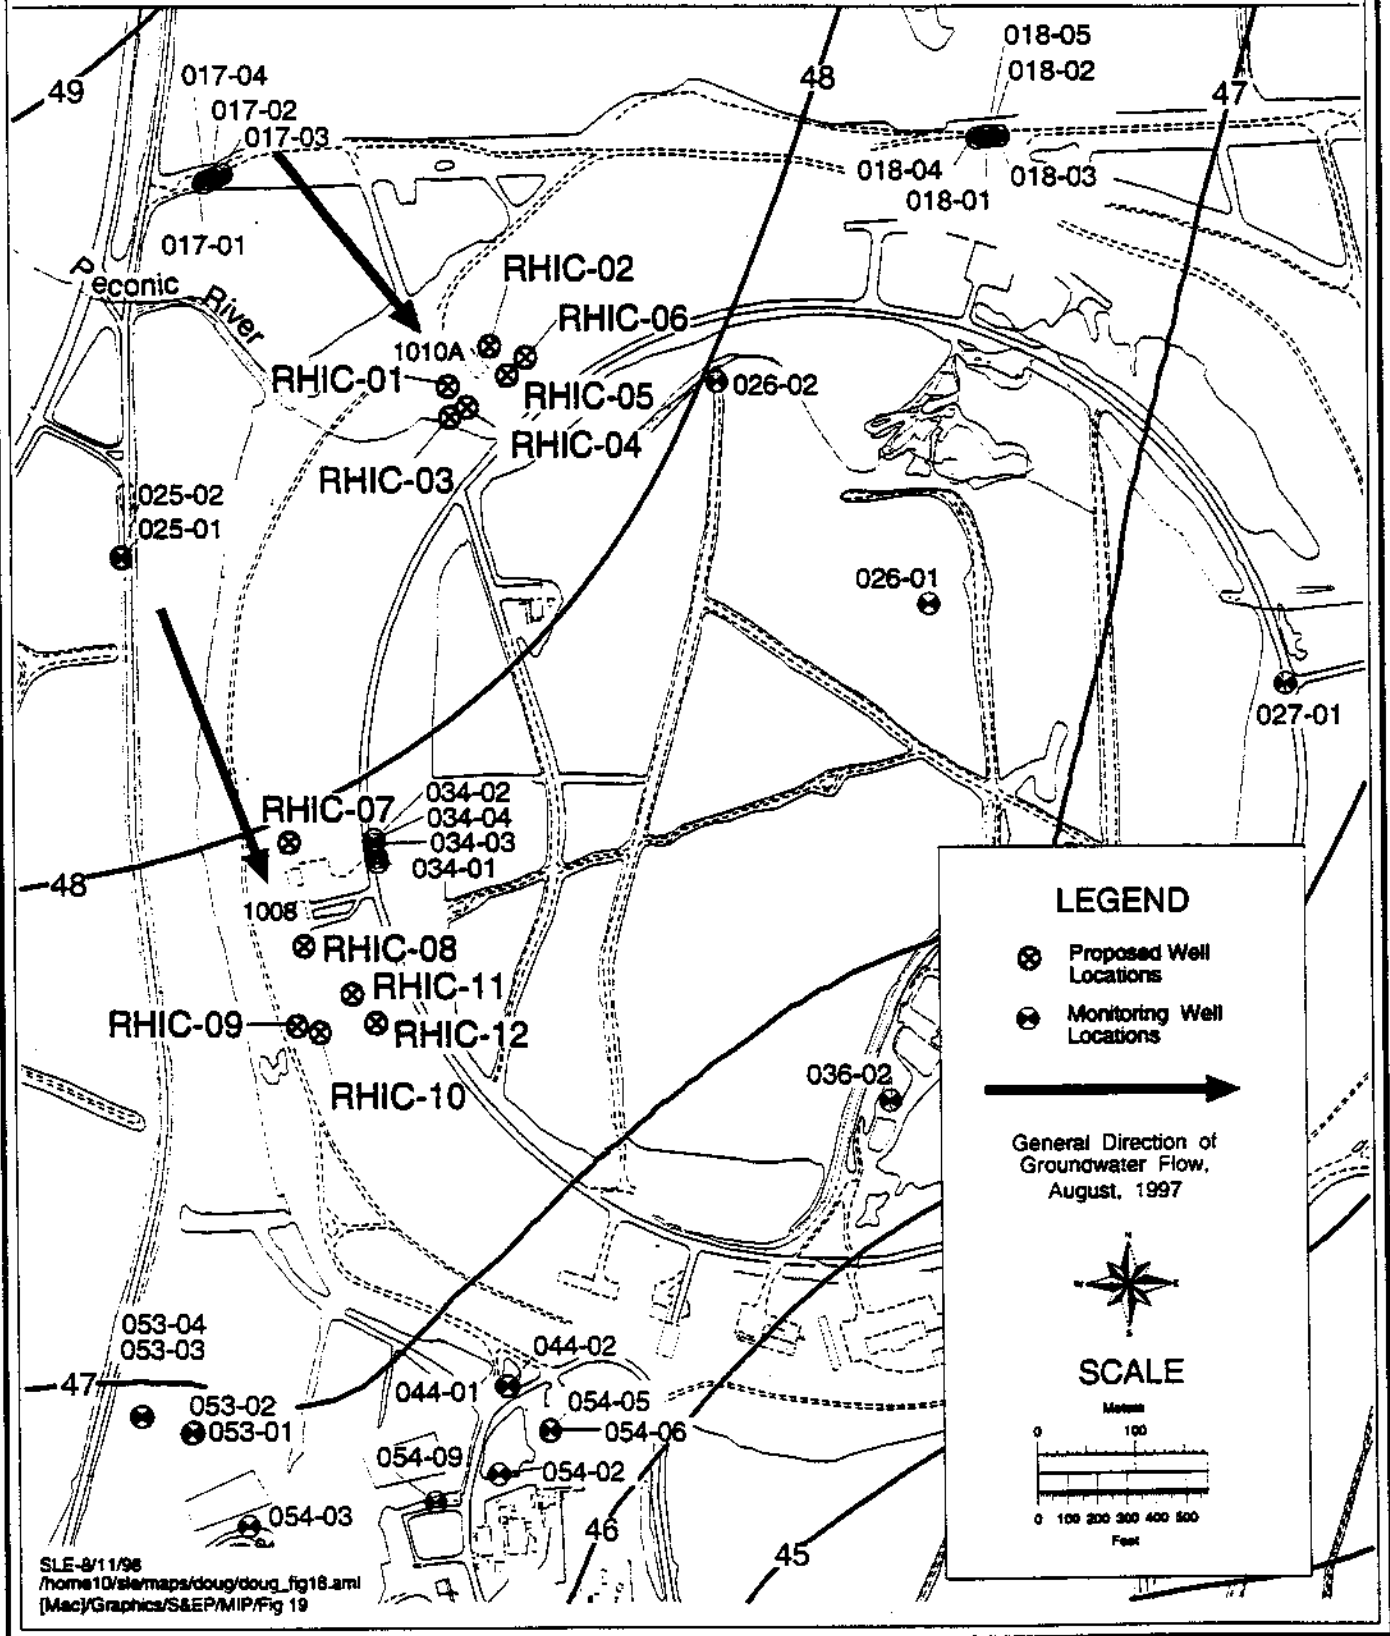 018-05
018-02
49
017-04
48
47
017-02
017-03
018-04
018-03
018-01
017-01
Peconic
River
RHIC-02
RHIC-06
1010A
RHIC-01
026-02
RHIC-05
RHIC-04
RHIC-03
025-02
025-01
026-01
027-01
034-02
RHIC-07
034-04
034-03
034-01
48
1008
RHIC-08
RHIC-11
RHIC-09
RHIC-12
036-02
RHIC-10
053-04
053-03
044-02
47
044-01
053-02
054-05
053-01
054-06
054-09
054-02
054-03
46
45
LEGEND
Proposed Well
Locations
Monitoring Well
Locations
General Direction of
Groundwater Flow,
August, 1997
N
W E
S
SCALE
Meters
0 100
0 100 200 300 400 500
Feet
SLE-8/11/98
/home10/sle/maps/doug/doug_fig18.aml
[Mac]/Graphics/S&EP/MIP/Fig 19